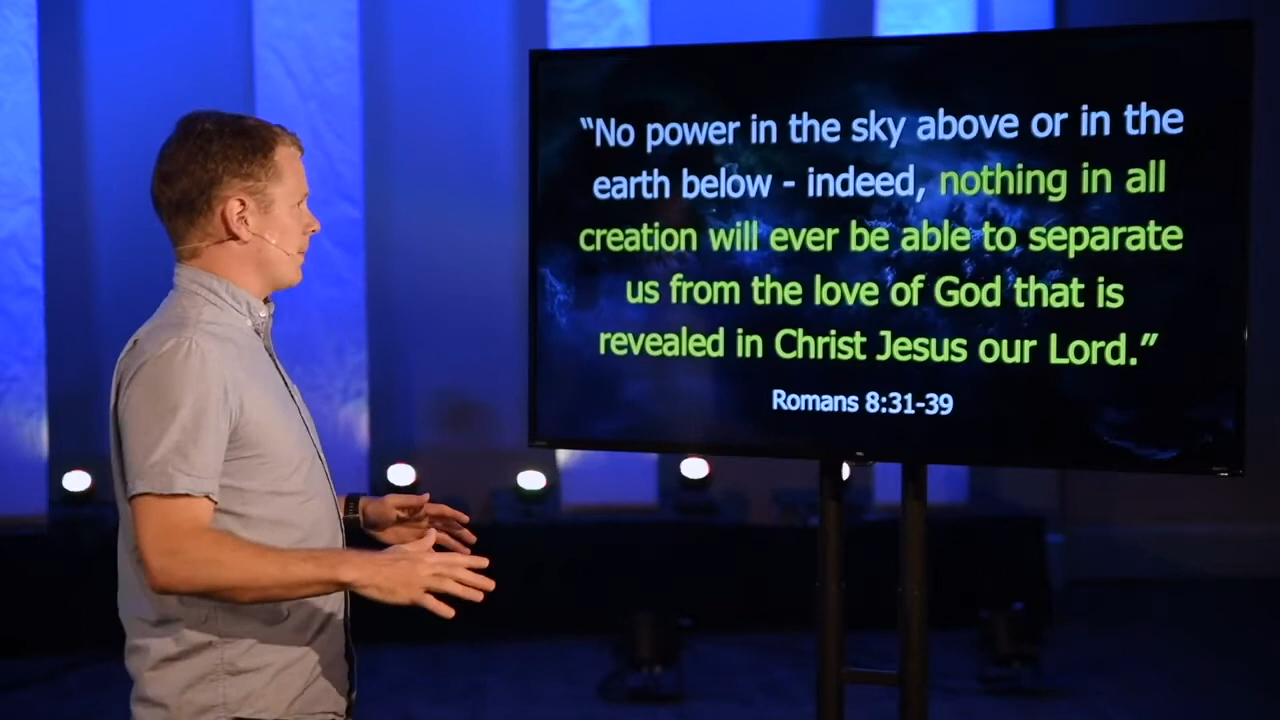 “No power in the sky above or in the
earth below - indeed, nothing in all
creation will ever be able to separate
us from the love of God that is
revealed in Christ Jesus our Lord.”
Romans 8:31-39